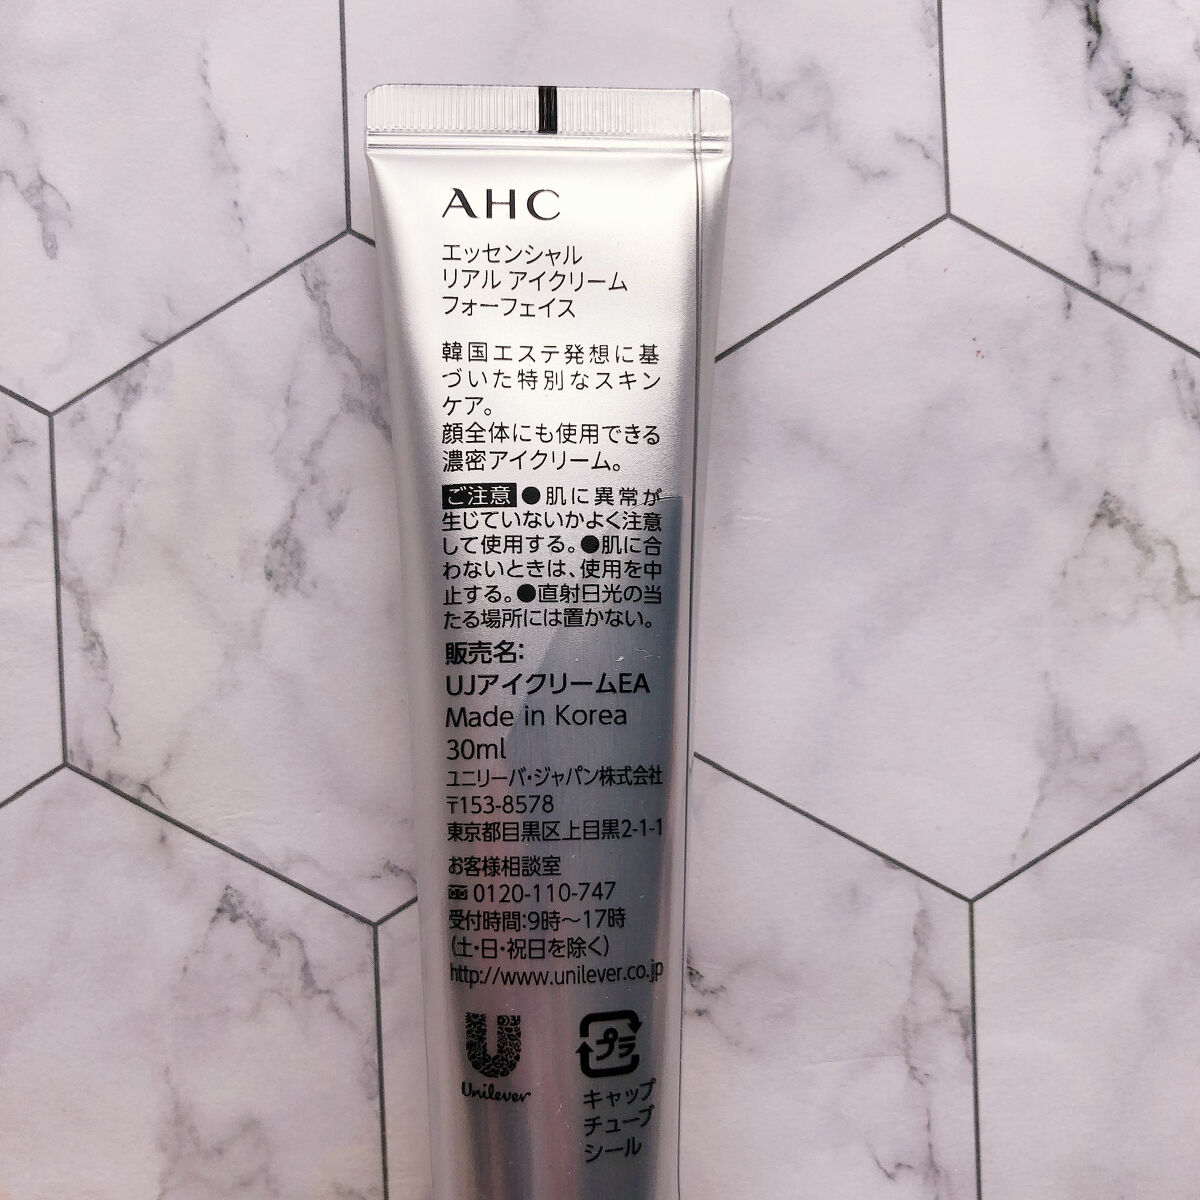 AHC
エッセンシャル
リアル アイクリーム
フォーフェイス
韓国エステ発想に基
づいた特別なスキン
ケア。
顔全体にも使用できる
濃密アイクリーム。
ご注意 ●肌に異常が
生じていないかよく注意
して使用する。●肌に合
わないときは、使用を中
止する。●直射日光の当
たる場所には置かない。
販売名:
UJアイクリームEA
Made in Korea
30ml
ユニリーバ・ジャパン株式会社
〒153-8578
東京都目黒区上目黒2-1-1
お客様相談室
0120-110-747
受付時間:9時～17時
(土・日・祝日を除く)
http://www.unilever.co.jp
Unilever
プラ
キャップ
チューブ
シール